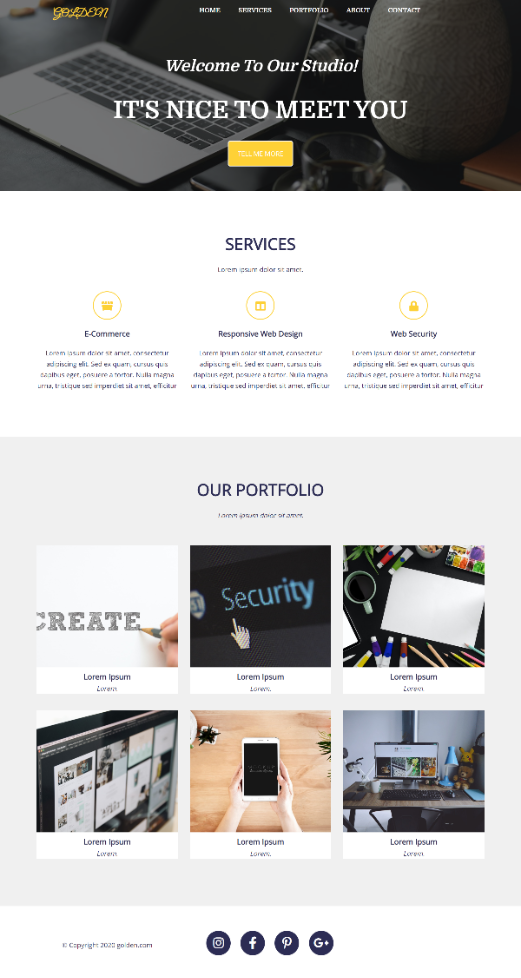 GOLDEN
HOME SERVICES PORTFOLIO ABOUT CONTACT
Welcome To Our Studio!
IT'S NICE TO MEET YOU
TELL ME MORE
SERVICES
Lorem ipsum dolor sit amet.
E-Commerce
Lorem ipsum dolor sit amet, consectetur
adipiscing elit. Sed ex quam, cursus quis
dapibus eget, posuere a tortor. Nulla magna
urna, tristique sed imperdiet sit amet, efficitur
Responsive Web Design
Lorem ipsum dolor sit amet, consectetur
adipiscing elit. Sed ex quam, cursus quis
dapibus eget, posuere a tortor. Nulla magna
urna, tristique sed imperdiet sit amet, efficitur
Web Security
Lorem ipsum dolor sit amet, consectetur
adipiscing elit. Sed ex quam, cursus quis
dapibus eget, posuere a tortor. Nulla magna
urna, tristique sed imperdiet sit amet, efficitur
OUR PORTFOLIO
Lorem ipsum dolor sit amet.
CREATE
Lorem Ipsum
Lorem.
Security
Lorem Ipsum
Lorem.
Lorem Ipsum
Lorem.
Lorem Ipsum
Lorem.
Lorem Ipsum
Lorem.
Lorem Ipsum
Lorem.
© Copyright 2020 golden.com